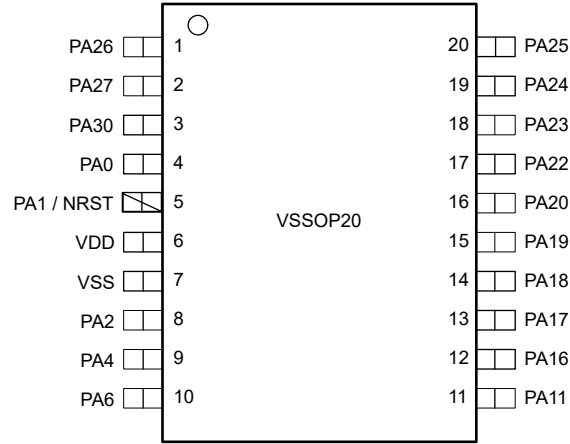 PA26 1 20 PA25
PA27 2 19 PA24
PA30 3 18 PA23
PA0 4 17 PA22
PA1 / NRST 5 16 PA20
VSSOP20
VDD 6 15 PA19
VSS 7 14 PA18
PA2 8 13 PA17
PA4 9 12 PA16
PA6 10 11 PA11